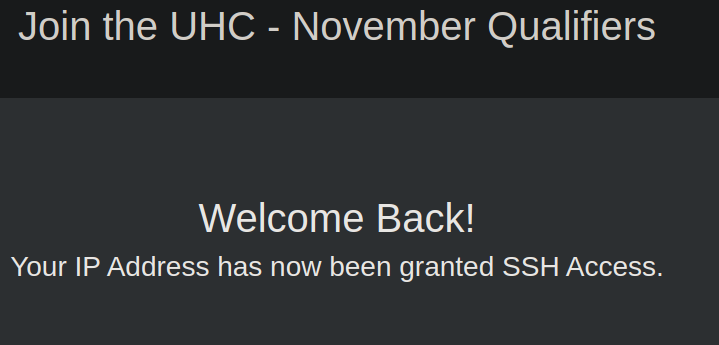 Join the UHC - November Qualifiers
Welcome Back!
Your IP Address has now been granted SSH Access.